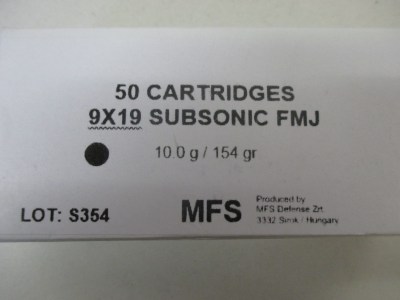 50 CARTRIDGES
9X19 SUBSONIC FMJ
10.0 g / 154 gr
LOT: S354
MFS
Produced by
MFS Defense Zrt.
3332 Sirok / Hungary